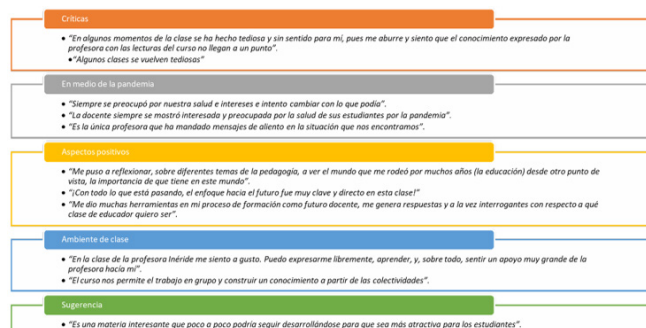 Críticas
• "En algunos momentos de la clase se ha hecho tediosa y sin sentido para mí, pues me aburre y siento que el conocimiento expresado por la
profesora con las lecturas del curso no llegan a un punto".
•"Algunos clases se vuelven tediosas"
En medio de la pandemia
• "Siempre se preocupó por nuestra salud e intereses e intento cambiar con lo que podía".
• "La docente siempre se mostró interesada y preocupada por la salud de sus estudiantes por la pandemia".
• "Es la única profesora que ha mandado mensajes de aliento en la situación que nos encontramos".
Aspectos positivos
• "Me puso a reflexionar, sobre diferentes temas de la pedagogía, a ver el mundo que me rodeó por muchos años (la educación) desde otro punto de
vista, la importancia de que tiene en este mundo".
• "¡Con todo lo que está pasando, el enfoque hacia el futuro fue muy clave y directo en esta clase!"
• "Me dio muchas herramientas en mi proceso de formación como futuro docente, me genera respuestas y a la vez interrogantes con respecto a qué
clase de educador quiero ser".
Ambiente de clase
• "En la clase de la profesora Inéride me siento a gusto. Puedo expresarme libremente, aprender, y, sobre todo, sentir un apoyo muy grande de la
profesora hacia mí".
• "El curso nos permite el trabajo en grupo y construir un conocimiento a partir de las colectividades".
Sugerencia
• "Es una materia interesante que poco a poco podría seguir desarrollándose para que sea más atractiva para los estudiantes".